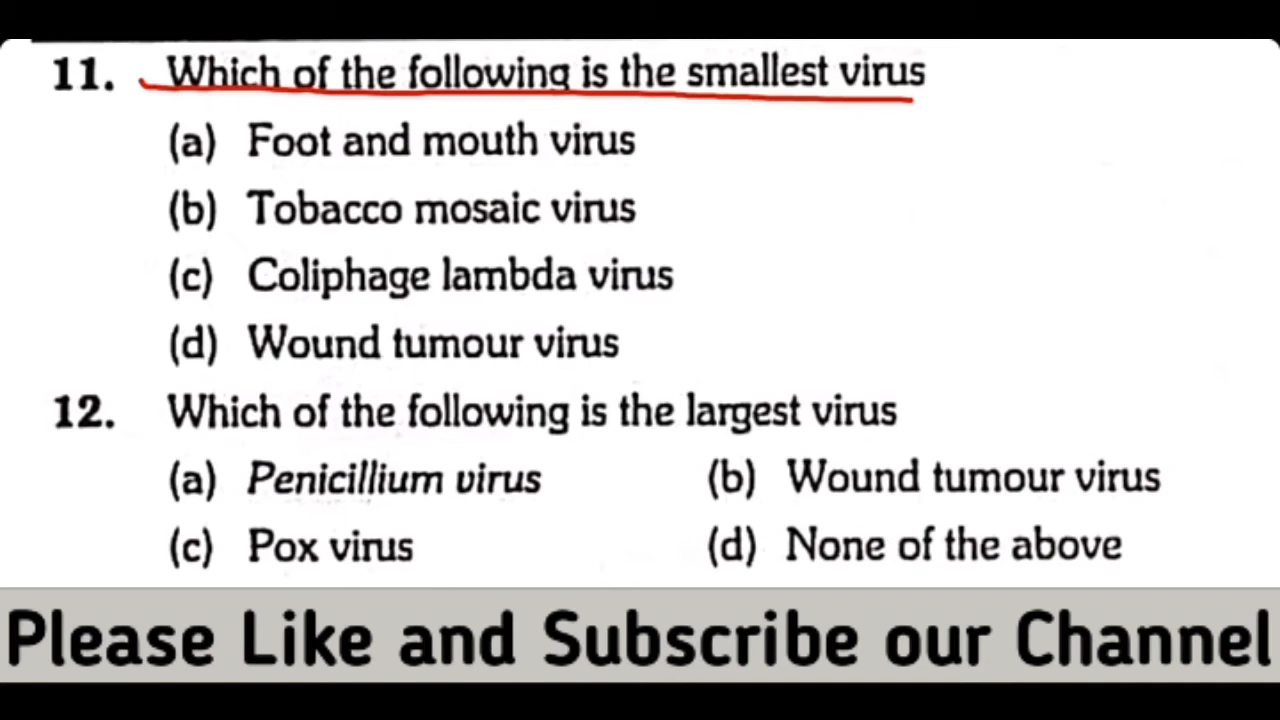 11. Which of the following is the smallest virus
(a) Foot and mouth virus
(b) Tobacco mosaic virus
(c) Coliphage lambda virus
(d) Wound tumour virus
12. Which of the following is the largest virus
(a) Penicillium virus (b) Wound tumour virus
(c) Pox virus (d) None of the above
Please Like and Subscribe our Channel